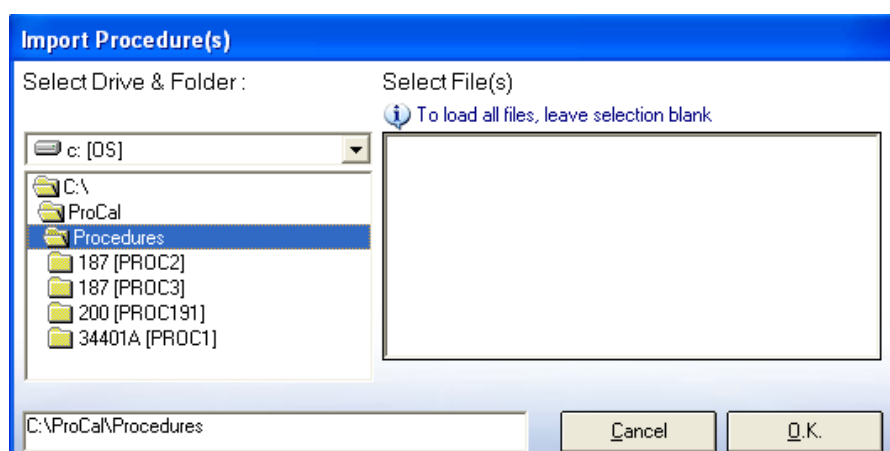 Import Procedure(s)
Select Drive & Folder :
Select File(s)
To load all files, leave selection blank
c: [OS]
C:\
ProCal
Procedures
187 [PROC2]
187 [PROC3]
200 [PROC191]
34401A [PROC1]
C:\ProCal\Procedures
Cancel
O.K.